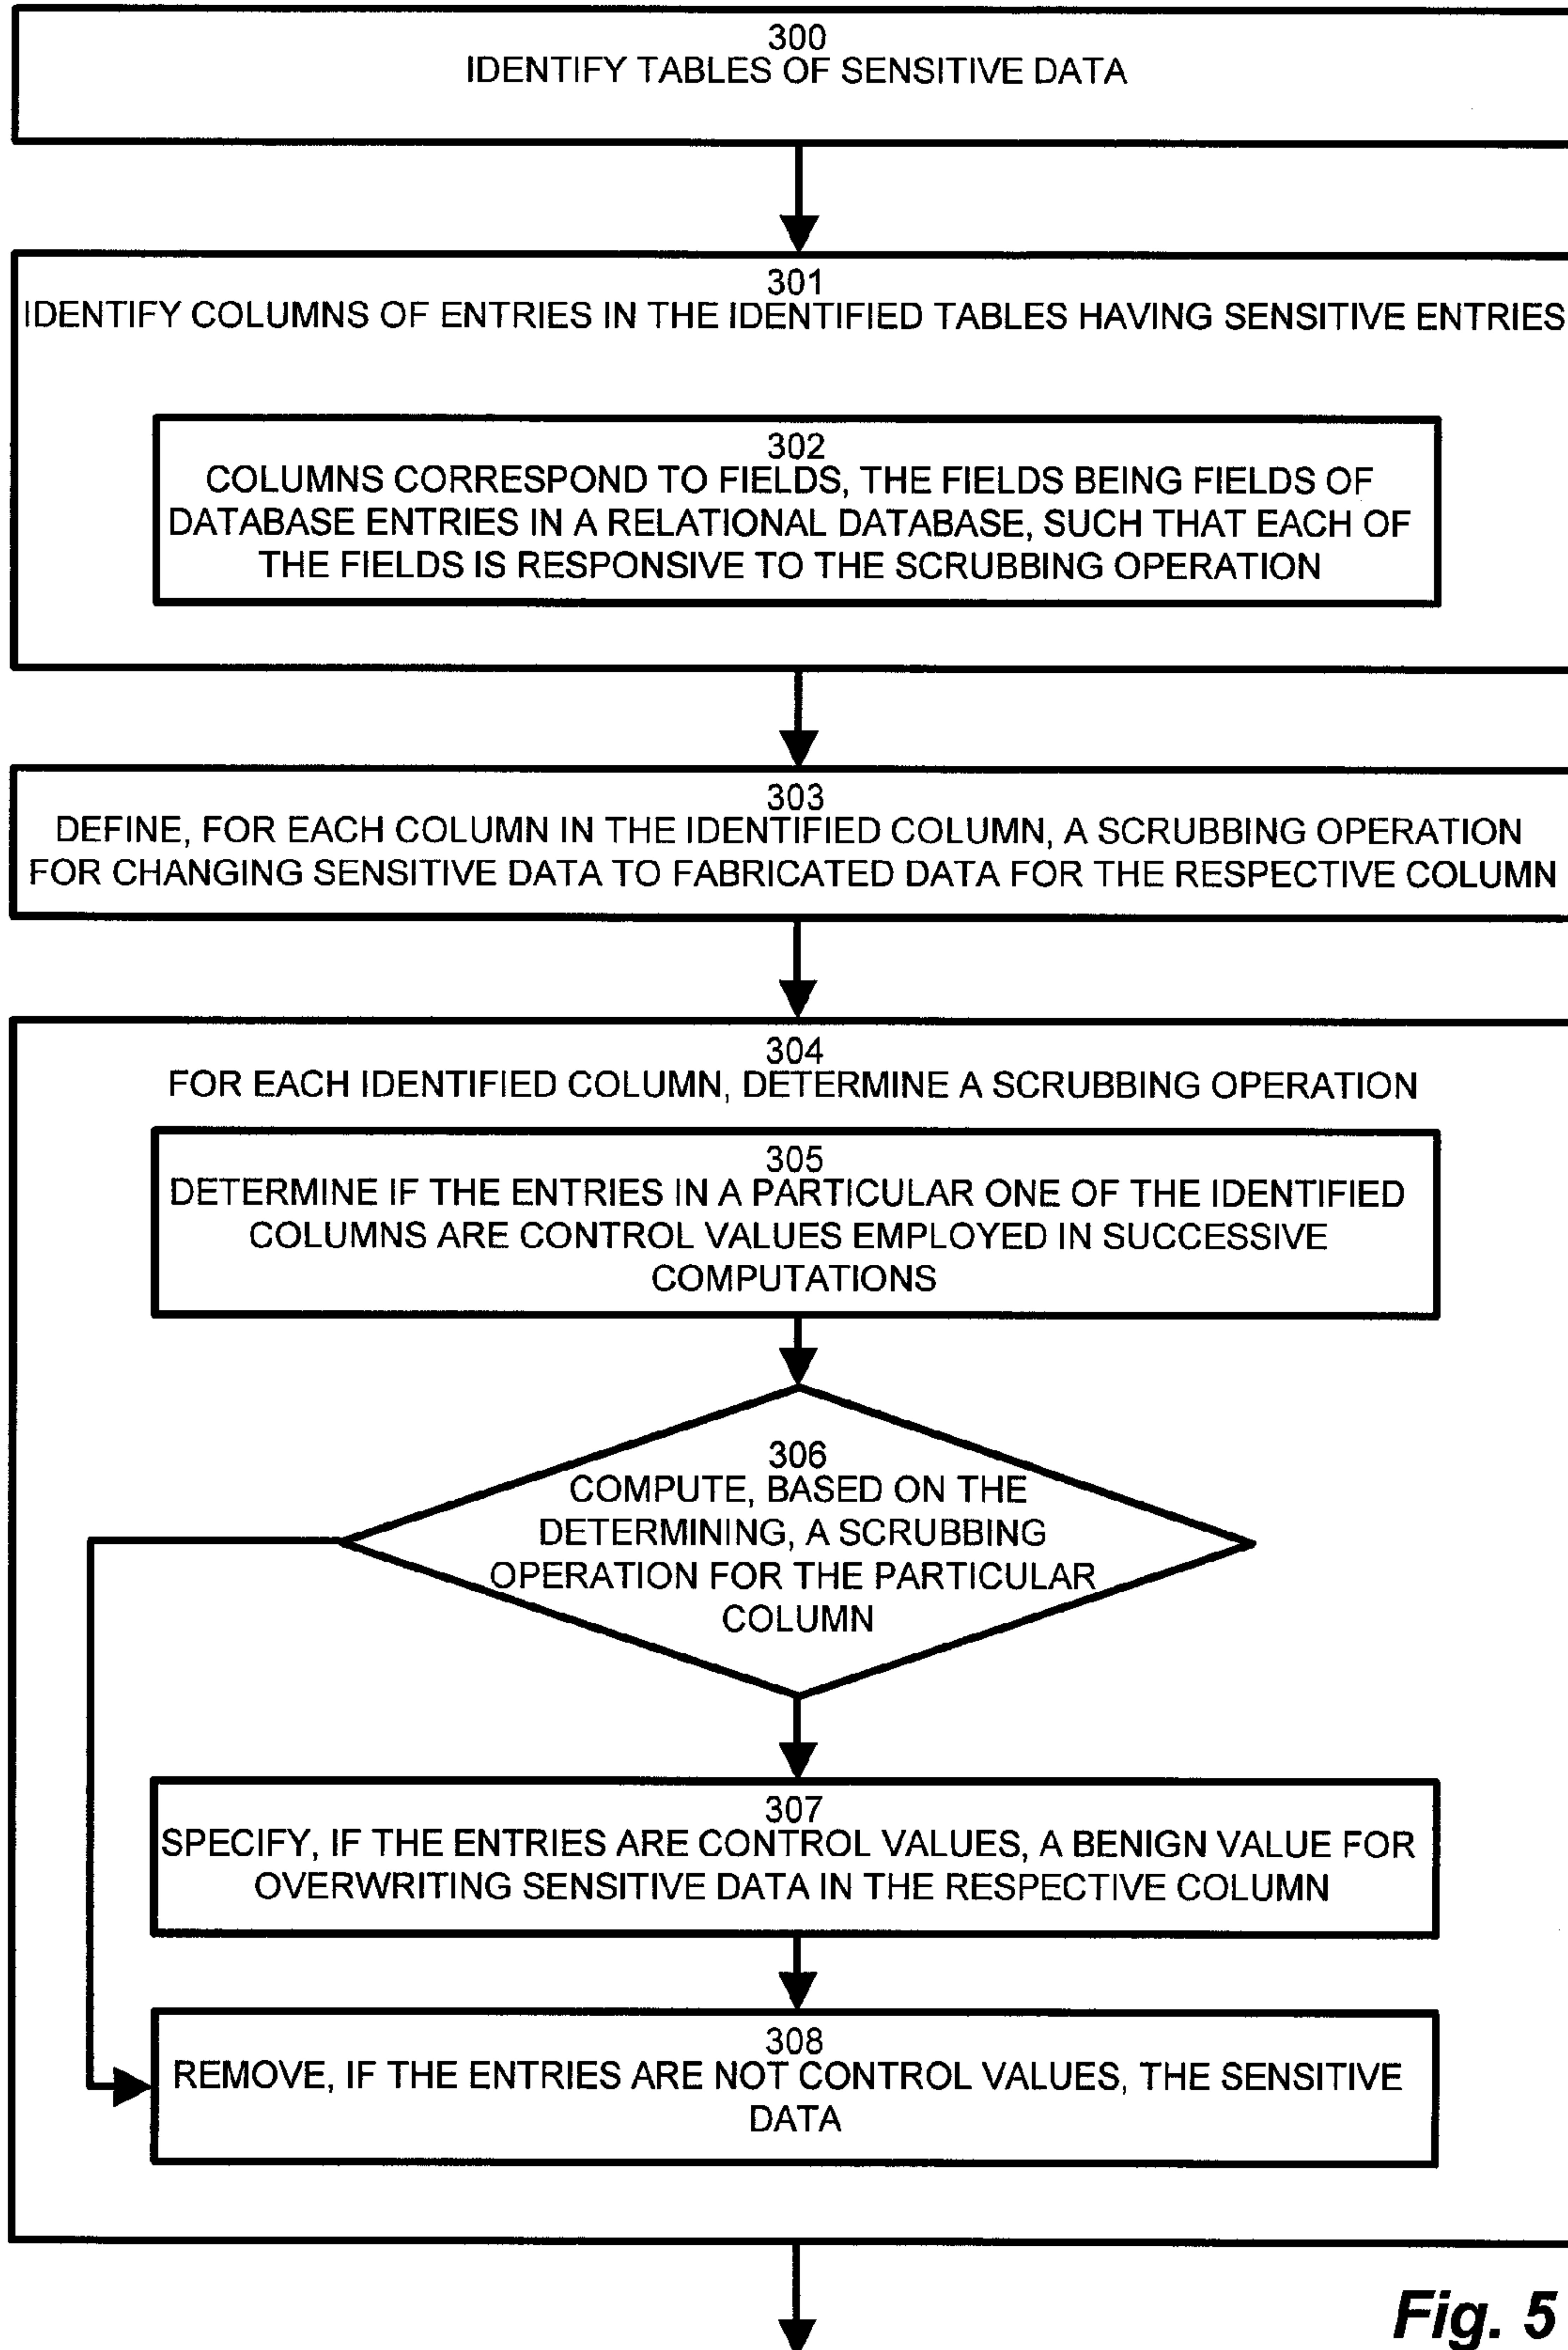 300
IDENTIFY TABLES OF SENSITIVE DATA
301
IDENTIFY COLUMNS OF ENTRIES IN THE IDENTIFIED TABLES HAVING SENSITIVE ENTRIES
302
COLUMNS CORRESPOND TO FIELDS, THE FIELDS BEING FIELDS OF
DATABASE ENTRIES IN A RELATIONAL DATABASE, SUCH THAT EACH OF
THE FIELDS IS RESPONSIVE TO THE SCRUBBING OPERATION
303
DEFINE, FOR EACH COLUMN IN THE IDENTIFIED COLUMN, A SCRUBBING OPERATION
FOR CHANGING SENSITIVE DATA TO FABRICATED DATA FOR THE RESPECTIVE COLUMN
304
FOR EACH IDENTIFIED COLUMN, DETERMINE A SCRUBBING OPERATION
305
DETERMINE IF THE ENTRIES IN A PARTICULAR ONE OF THE IDENTIFIED
COLUMNS ARE CONTROL VALUES EMPLOYED IN SUCCESSIVE
COMPUTATIONS
306
COMPUTE, BASED ON THE
DETERMINING, A SCRUBBING
OPERATION FOR THE PARTICULAR
COLUMN
307
SPECIFY, IF THE ENTRIES ARE CONTROL VALUES, A BENIGN VALUE FOR
OVERWRITING SENSITIVE DATA IN THE RESPECTIVE COLUMN
308
REMOVE, IF THE ENTRIES ARE NOT CONTROL VALUES, THE SENSITIVE
DATA
Fig. 5